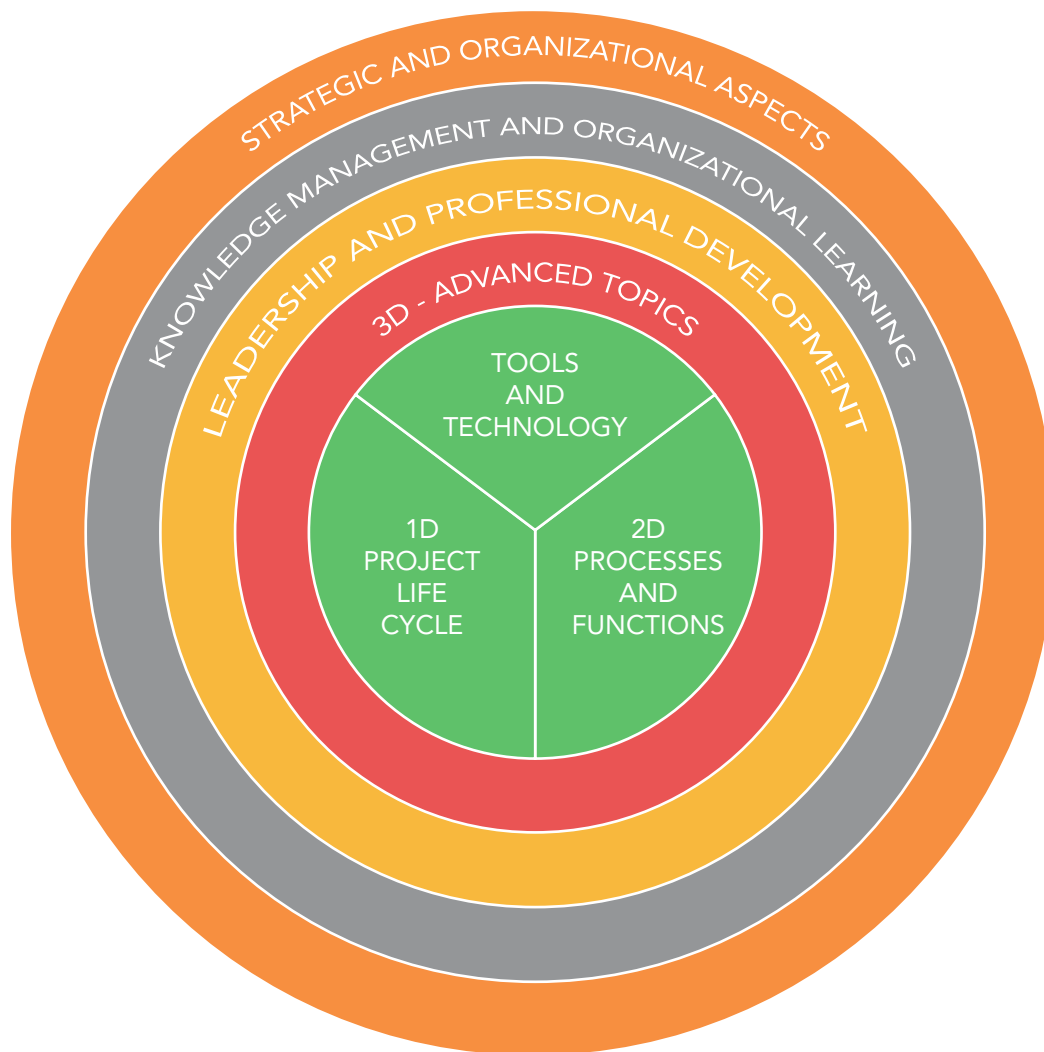 STRATEGIC AND ORGANIZATIONAL ASPECTS
KNOWLEDGE MANAGEMENT AND ORGANIZATIONAL LEARNING
LEADERSHIP AND PROFESSIONAL DEVELOPMENT
3D - ADVANCED TOPICS
TOOLS
AND
TECHNOLOGY
1D
PROJECT
LIFE
CYCLE
2D
PROCESSES
AND
FUNCTIONS